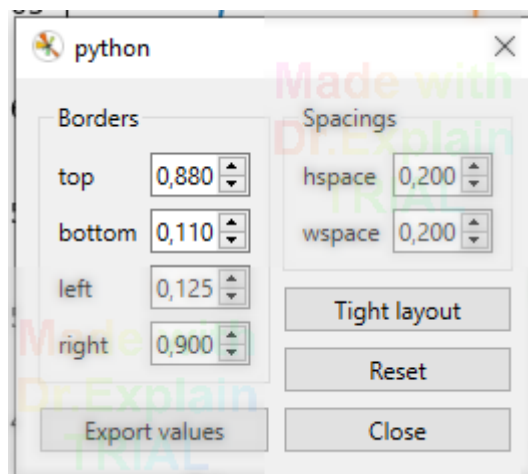 python
Made with
Dr.Explain
TRIAL
Borders
top 0,880
bottom 0,110
left 0,125
right 0,900
Spacings
hspace 0,200
wspace 0,200
Tight layout
Reset
Export values
Close
Made with
Dr.Explain
TRIAL